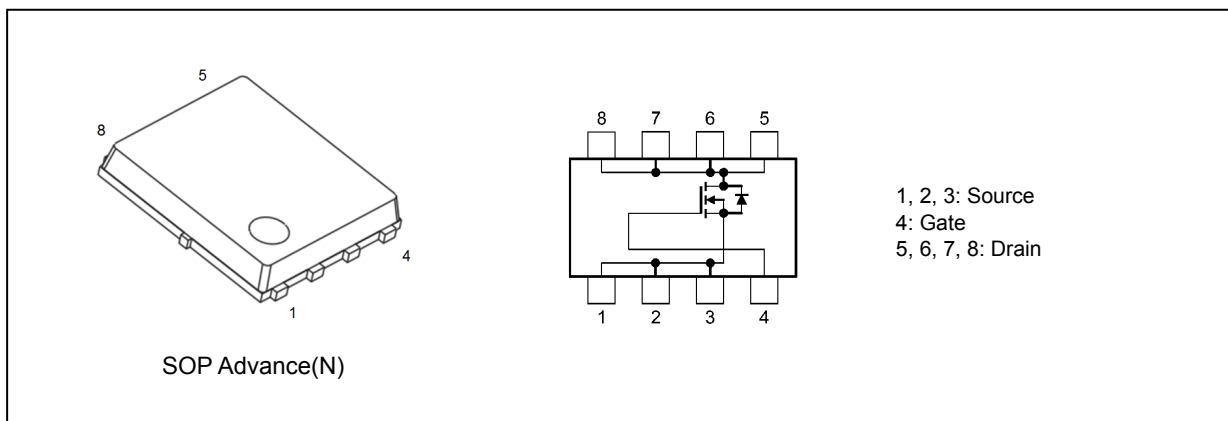 5
8
4
1
SOP Advance(N)
8 7 6 5
1 2 3 4
1, 2, 3: Source
4: Gate
5, 6, 7, 8: Drain